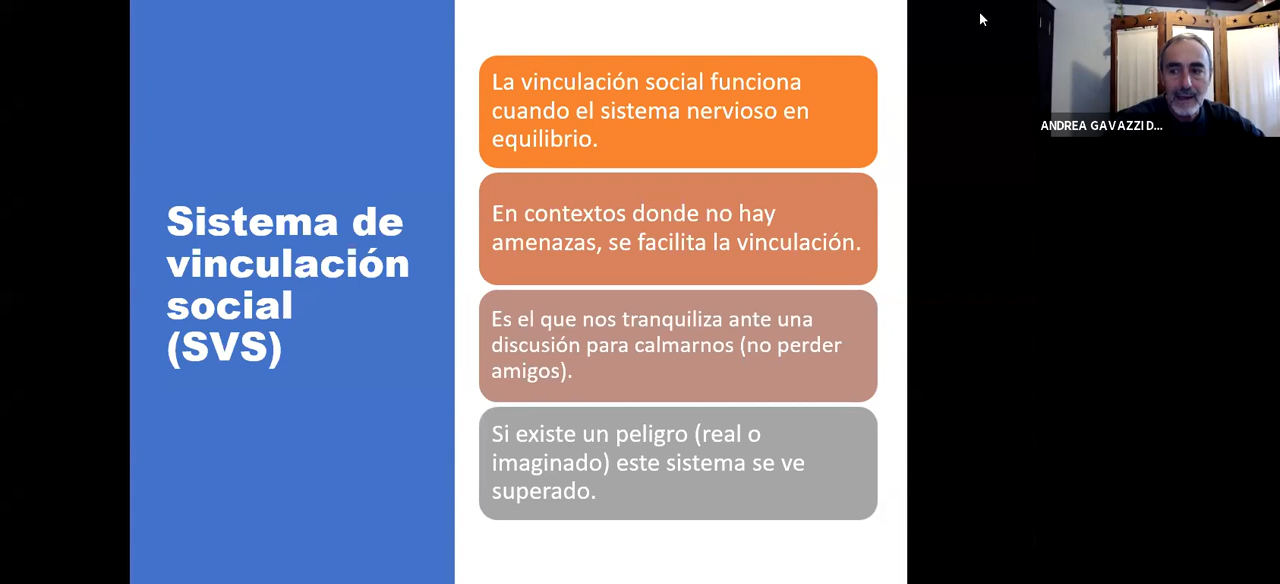 Sistema de
vinculación
social
(SVS)
La vinculación social funciona
cuando el sistema nervioso en
equilibrio.
En contextos donde no hay
amenazas, se facilita la vinculación.
Es el que nos tranquiliza ante una
discusión para calmarnos (no perder
amigos).
Si existe un peligro (real o
imaginado) este sistema se ve
superado.
ANDREA GAVAZZI D...